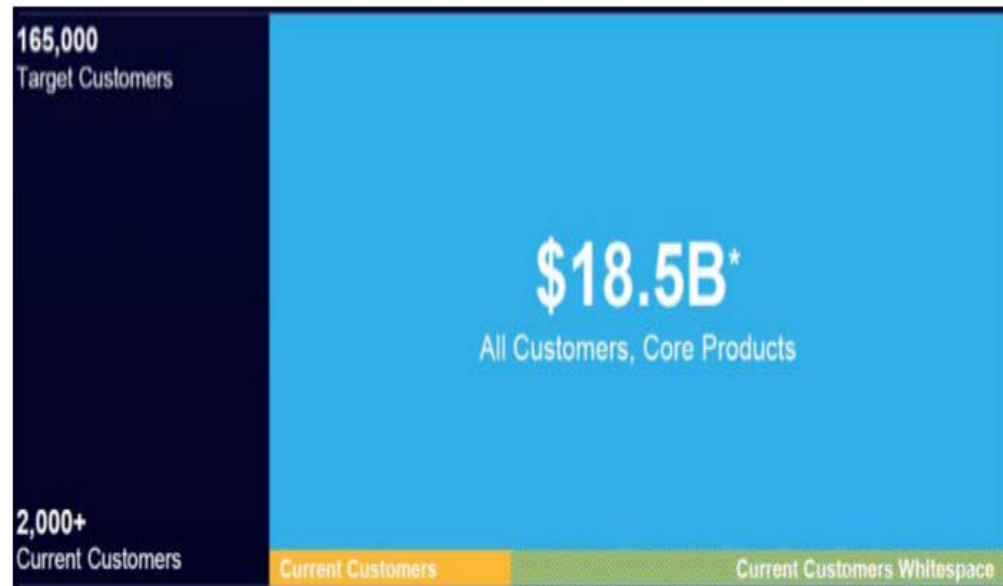 165,000
Target Customers
$18.5B*
All Customers, Core Products
2,000+
Current Customers
Current Customers
Current Customers Whitespace